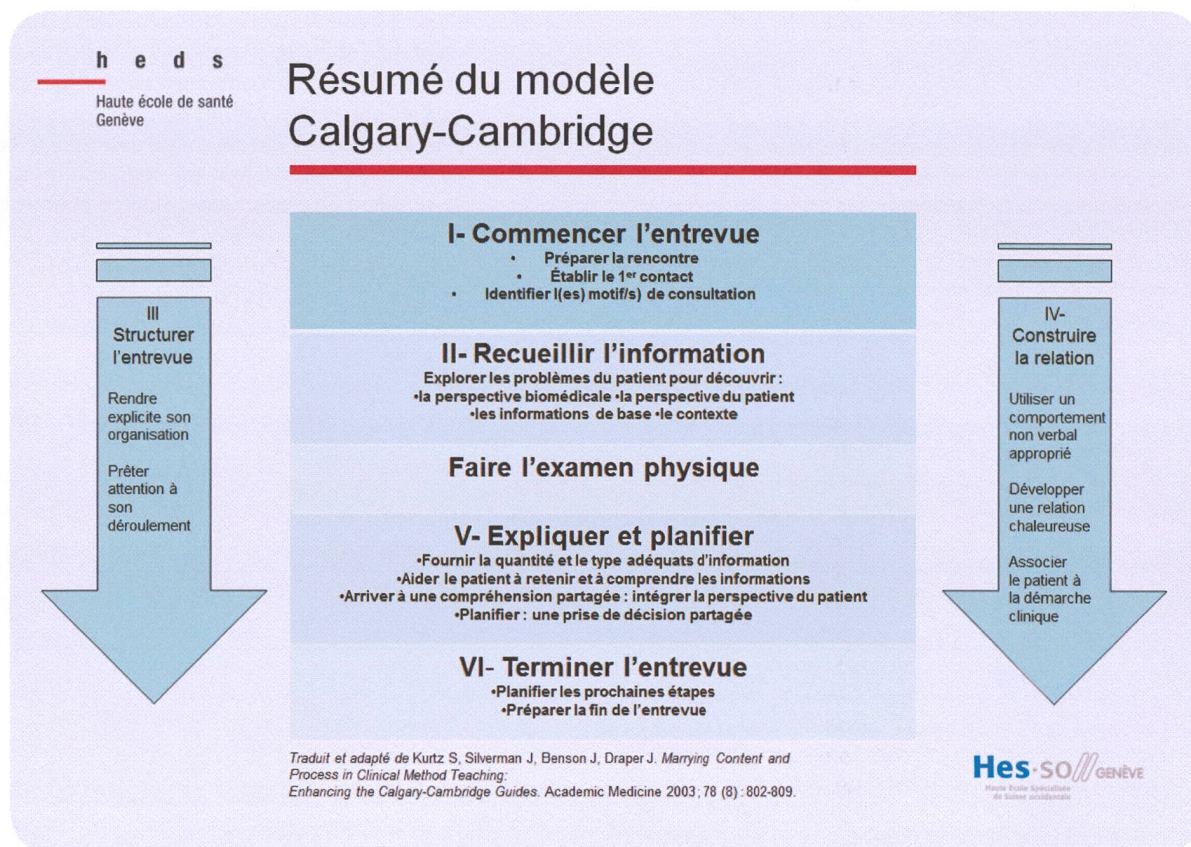 h e d s
Haute école de santé
Genève
Résumé du modèle
Calgary-Cambridge
I- Commencer l'entrevue
• Préparer la rencontre
• Établir le 1er contact
• Identifier l(es) motif/s) de consultation
II- Recueillir l'information
Explorer les problèmes du patient pour découvrir :
•la perspective biomédicale •la perspective du patient
•les informations de base •le contexte
Faire l'examen physique
V- Expliquer et planifier
•Fournir la quantité et le type adéquats d'information
•Aider le patient à retenir et à comprendre les informations
•Arriver à une compréhension partagée : intégrer la perspective du patient
•Planifier : une prise de décision partagée
VI- Terminer l'entrevue
•Planifier les prochaines étapes
•Préparer la fin de l'entrevue
III
Structurer
l'entrevue
Rendre
explicite son
organisation
Prêter
attention à
son
déroulement
IV-
Construire
la relation
Utiliser un
comportement
non verbal
approprié
Développer
une relation
chaleureuse
Associer
le patient à
la démarche
clinique
Traduit et adapté de Kurtz S, Silverman J, Benson J, Draper J. Marrying Content and
Process in Clinical Method Teaching:
Enhancing the Calgary-Cambridge Guides. Academic Medicine 2003; 78 (8) : 802-809.
Hes·so// GENÈVE
Haute Ecole Spécialisée
de Suisse occidentale